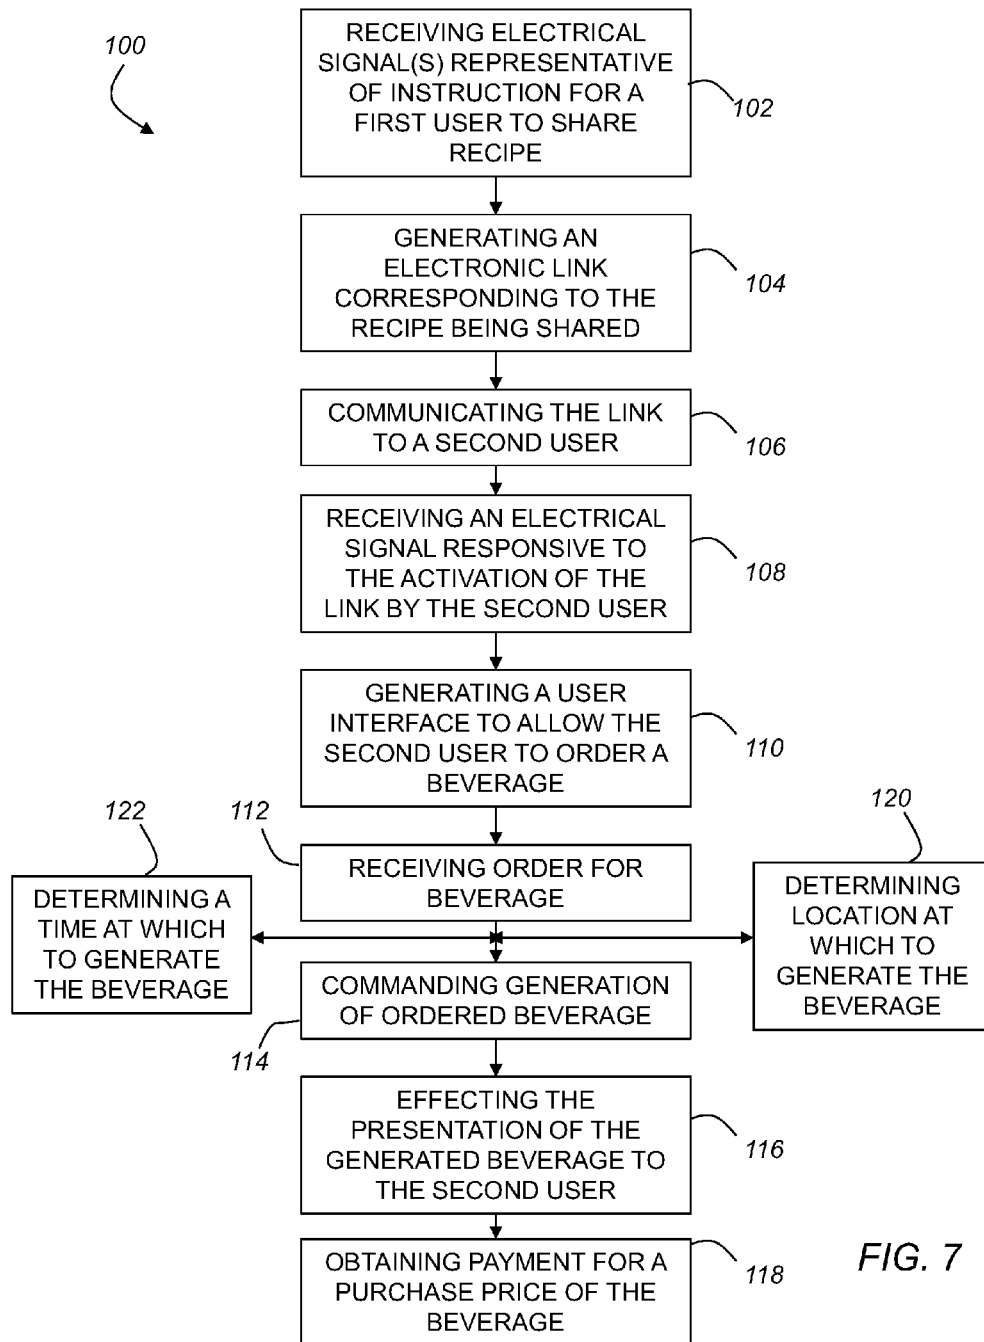 100
RECEIVING ELECTRICAL
SIGNAL(S) REPRESENTATIVE
OF INSTRUCTION FOR A
FIRST USER TO SHARE
RECIPE
102
GENERATING AN
ELECTRONIC LINK
CORRESPONDING TO THE
RECIPE BEING SHARED
104
COMMUNICATING THE LINK
TO A SECOND USER
106
RECEIVING AN ELECTRICAL
SIGNAL RESPONSIVE TO
THE ACTIVATION OF THE
LINK BY THE SECOND USER
108
GENERATING A USER
INTERFACE TO ALLOW THE
SECOND USER TO ORDER A
BEVERAGE
110
112
RECEIVING ORDER FOR
BEVERAGE
122
DETERMINING A
TIME AT WHICH
TO GENERATE
THE BEVERAGE
120
DETERMINING
LOCATION AT
WHICH TO
GENERATE THE
BEVERAGE
COMMANDING GENERATION
OF ORDERED BEVERAGE
114
EFFECTING THE
PRESENTATION OF THE
GENERATED BEVERAGE TO
THE SECOND USER
116
OBTAINING PAYMENT FOR A
PURCHASE PRICE OF THE
BEVERAGE
118
FIG. 7